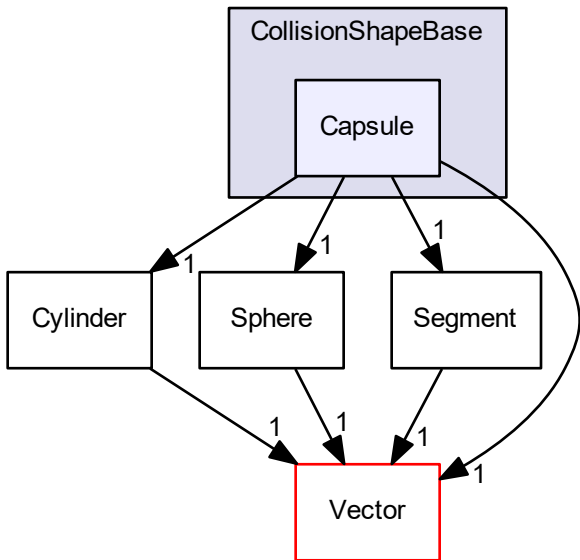 CollisionShapeBase
Capsule
1
1
1
Cylinder
Sphere
Segment
1
1
1
1
Vector